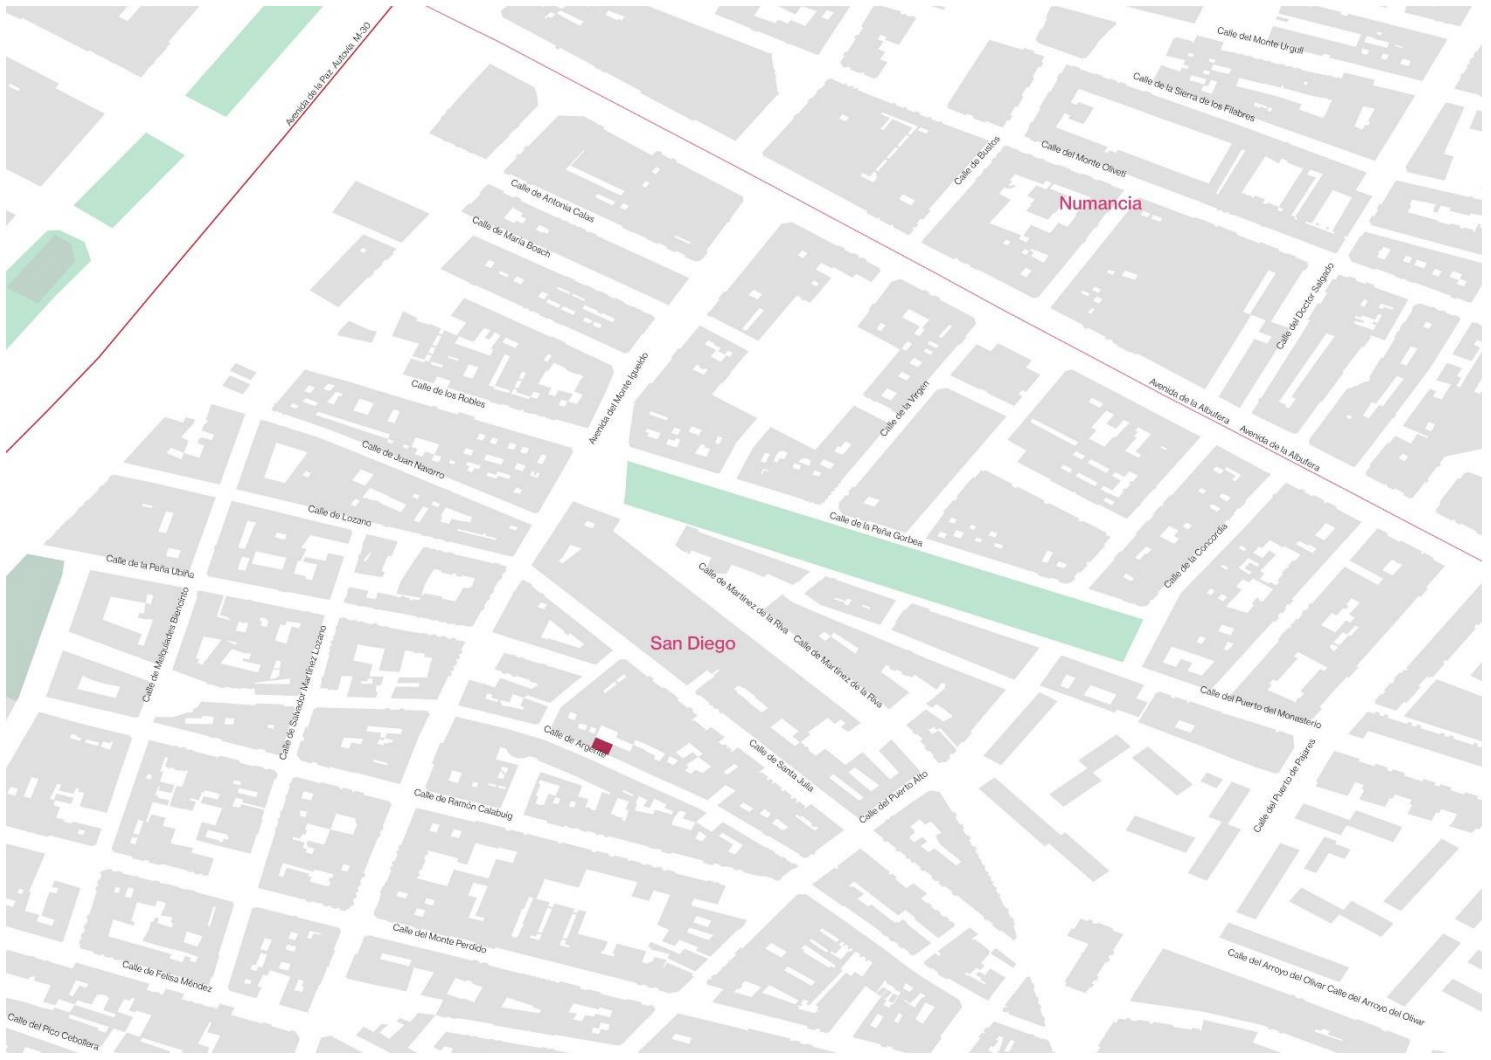 Calle del Monte Urgull
Avenida de la Paz Autovía M-30
Calle de la Sierra de los Filabres
Calle de Bustos
Calle del Monte Oliveti
Numancia
Calle de Antonia Calas
Calle de María Bosch
Calle del Doctor Salgado
Calle de los Robles
Avenida del Monte Igueldo
Calle de la Virgen
Avenida de la Albufera
Avenida de la Albufera
Calle de Juan Navarro
Calle de Lozano
Calle de la Peña Gorbea
Calle de la Concordia
Calle de la Peña Ubiña
Calle de Martínez de la Riva
Calle de Martínez de la Riva
San Diego
Calle de Melquiades Biencinto
Calle de Salvador Martínez Lozano
Calle del Puerto del Monasterio
Calle de Argente
Calle de Santa Julia
Calle del Puerto Alto
Calle del Puerto de Pajares
Calle de Ramón Calabuig
Calle del Monte Perdido
Calle de Felisa Méndez
Calle del Arroyo del Olivar Calle del Arroyo del Olivar
Calle del Pico Cebollera